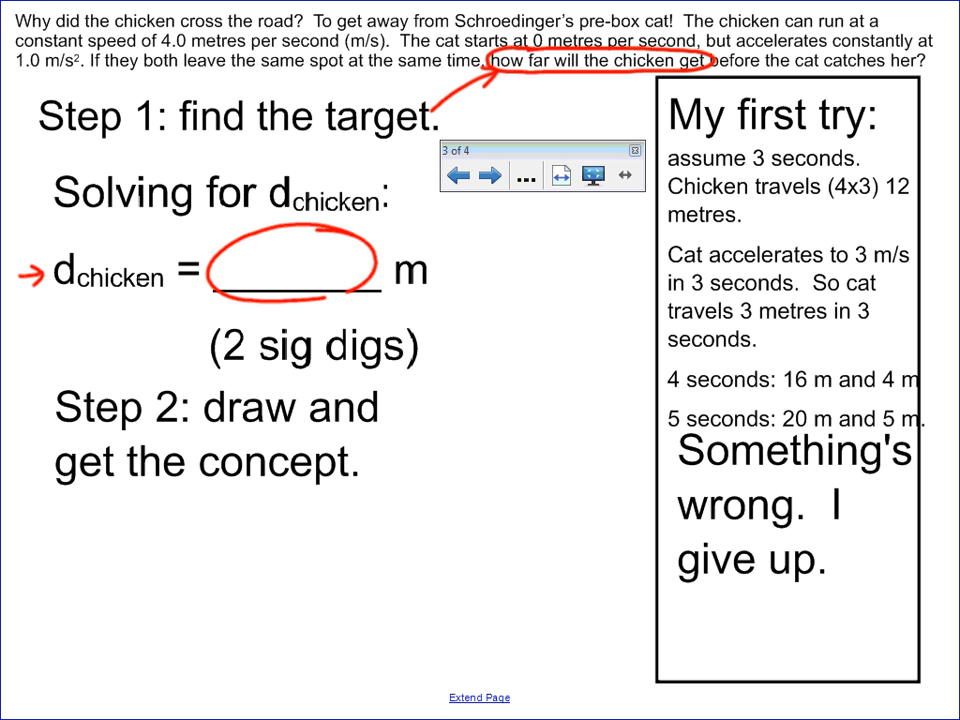 Why did the chicken cross the road?  To get away from Schroedinger's pre-box cat!  The chicken can run at a
constant speed of 4.0 metres per second (m/s).  The cat starts at 0 metres per second, but accelerates constantly at
1.0 m/s². If they both leave the same spot at the same time, how far will the chicken get before the cat catches her?
Step 1: find the target.
3 of 4
...
Solving for dchicken:
dchicken = ________ m
(2 sig digs)
Step 2: draw and
get the concept.
My first try:
assume 3 seconds.
Chicken travels (4x3) 12
metres.
Cat accelerates to 3 m/s
in 3 seconds.  So cat
travels 3 metres in 3
seconds.
4 seconds: 16 m and 4 m
5 seconds: 20 m and 5 m.
Something's
wrong.  I
give up.
Extend Page